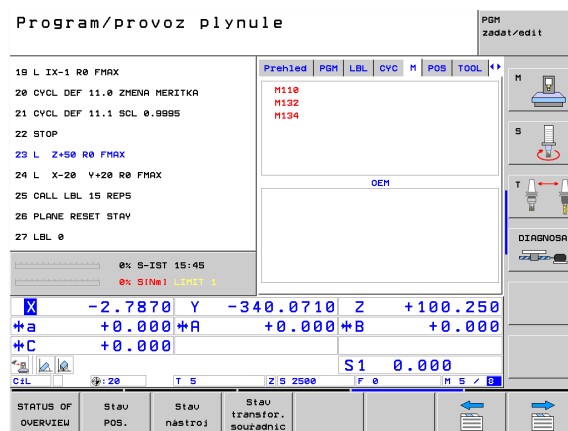 Program/provoz plynule
PGM
zadat/edit
19 L IX-1 R0 FMAX
20 CYCL DEF 11.0 ZMENA MERITKA
21 CYCL DEF 11.1 SCL 0.9995
22 STOP
23 L Z+50 R0 FMAX
24 L X-20 Y+20 R0 FMAX
25 CALL LBL 15 REP5
26 PLANE RESET STAY
27 LBL 0
Prehled PGM LBL CYC M POS TOOL
M110
M132
M134
OEM
0% S-IST 15:45
0% S[Nm] LIMIT 1
X -2.7870 Y -340.0710 Z +100.250
a +0.000 A +0.000 B +0.000
C +0.000
S1 0.000
CíL : 20 T 5 Z S 2500 F 0 M 5 / 8
M
S
T
DIAGNOSA
STATUS OF OVERVIEW
Stav POS.
Stav nástroj
Stav transfor. souřadnic